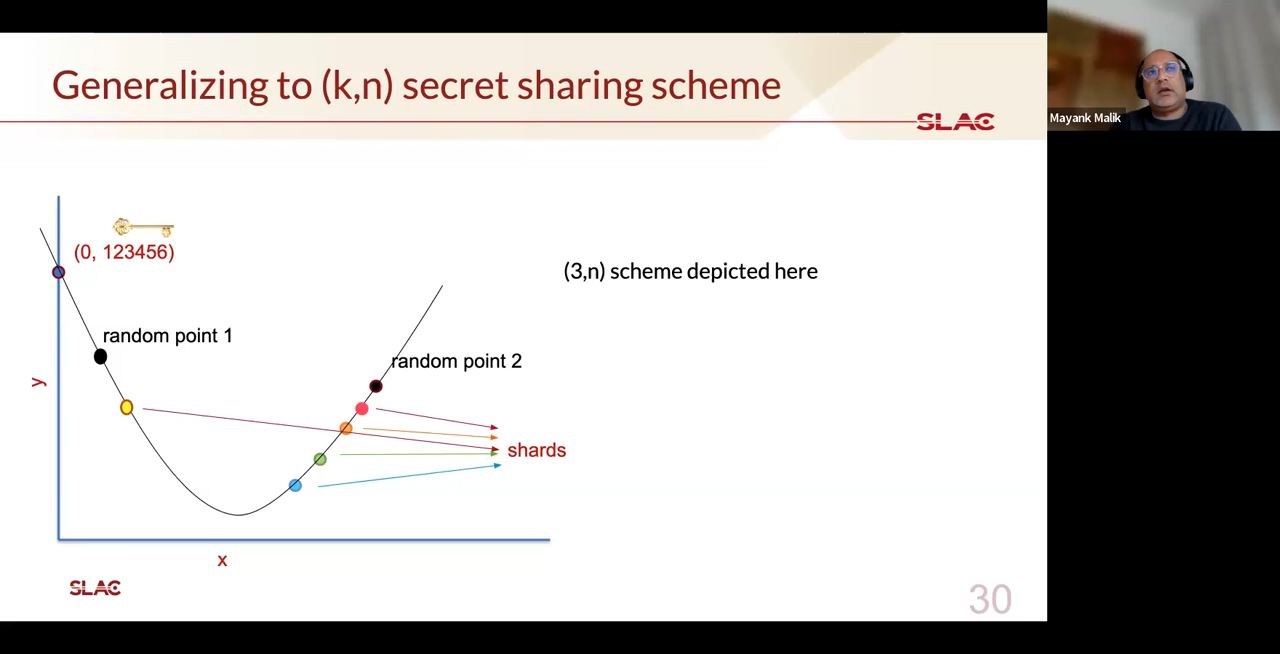 Generalizing to (k,n) secret sharing scheme
SLAC
Mayank Malik
(0, 123456)
(3,n) scheme depicted here
random point 1
random point 2
y
shards
x
SLAC
30